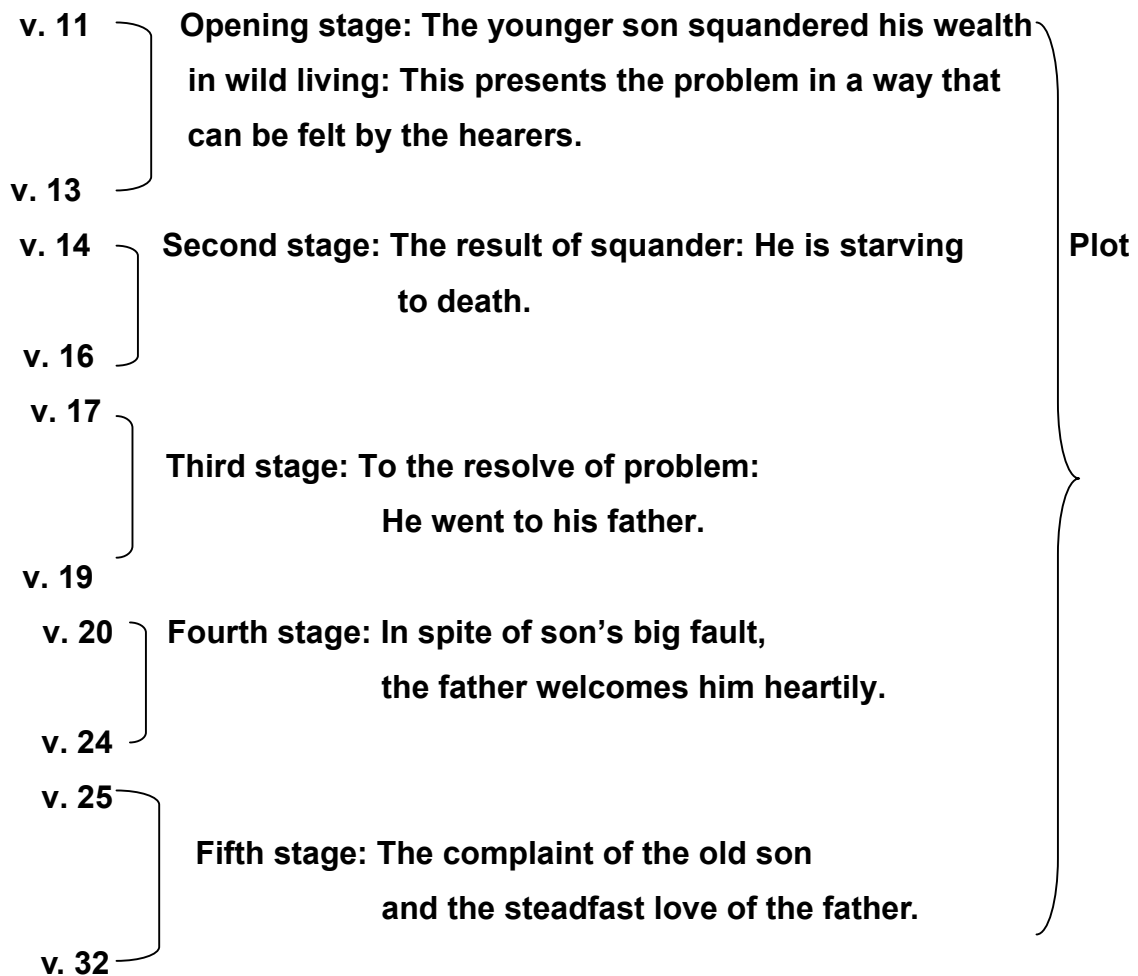 v. 11 Opening stage: The younger son squandered his wealth
in wild living: This presents the problem in a way that
can be felt by the hearers.
v. 13
v. 14 Second stage: The result of squander: He is starving Plot
to death.
v. 16
v. 17
Third stage: To the resolve of problem:
He went to his father.
v. 19
v. 20 Fourth stage: In spite of son’s big fault,
the father welcomes him heartily.
v. 24
v. 25
Fifth stage: The complaint of the old son
and the steadfast love of the father.
v. 32